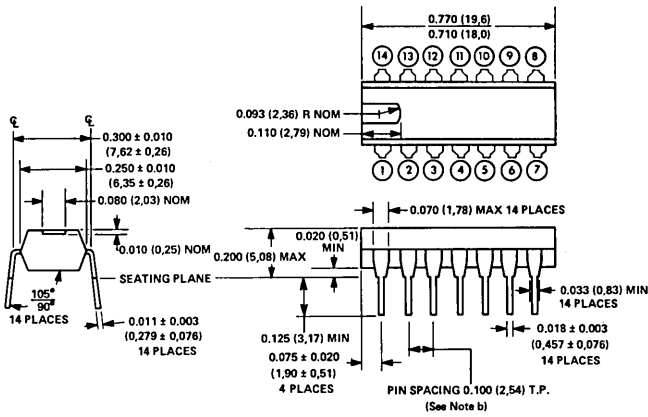 0.770 (19,6)
0.710 (18,0)
14 13 12 11 10 9 8
0.093 (2,36) R NOM
0.110 (2,79) NOM
1 2 3 4 5 6 7
℄ ℄
0.300 ± 0.010
(7,62 ± 0,26)
0.250 ± 0.010
(6,35 ± 0,26)
0.080 (2,03) NOM
0.010 (0,25) NOM
0.070 (1,78) MAX 14 PLACES
0.020 (0,51)
MIN
0.200 (5,08) MAX
SEATING PLANE
0.033 (0,83) MIN
14 PLACES
105°
90°
14 PLACES
0.011 ± 0.003
(0,279 ± 0,076)
14 PLACES
0.125 (3,17) MIN
0.075 ± 0.020
(1,90 ± 0,51)
4 PLACES
0.018 ± 0.003
(0,457 ± 0,076)
14 PLACES
PIN SPACING 0.100 (2,54) T.P.
(See Note b)